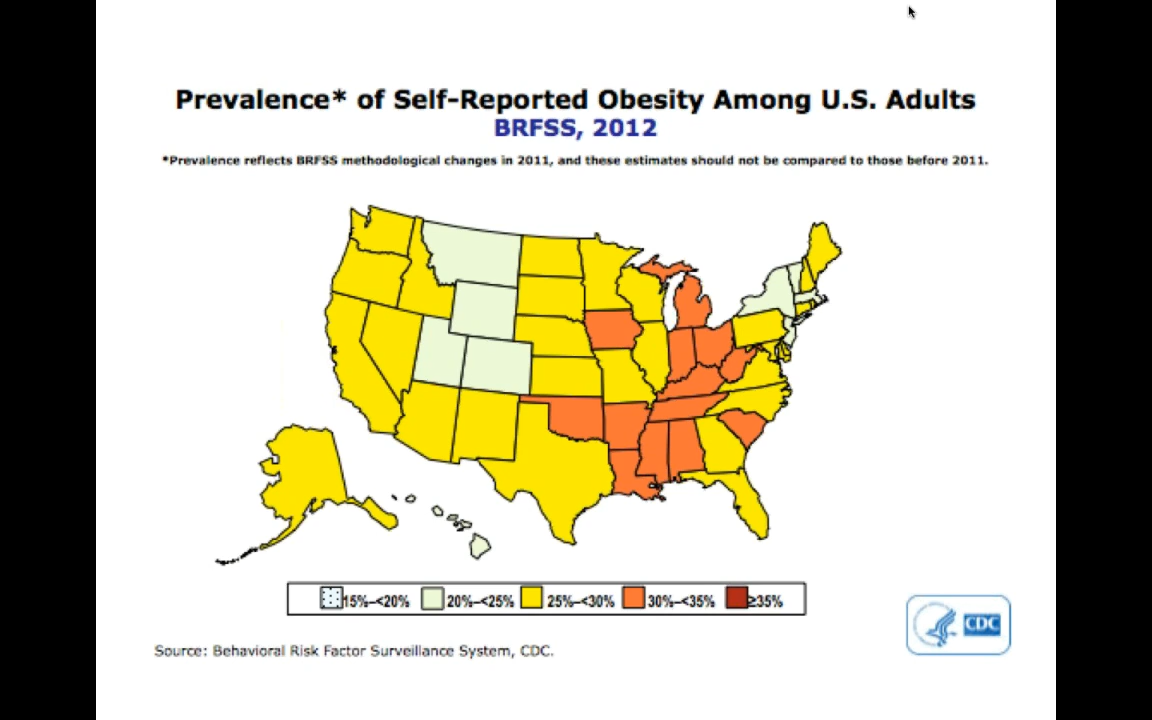 Prevalence* of Self-Reported Obesity Among U.S. Adults
BRFSS, 2012
*Prevalence reflects BRFSS methodological changes in 2011, and these estimates should not be compared to those before 2011.
15%–<20% 20%–<25% 25%–<30% 30%–<35% ≥35%
CDC
Source: Behavioral Risk Factor Surveillance System, CDC.